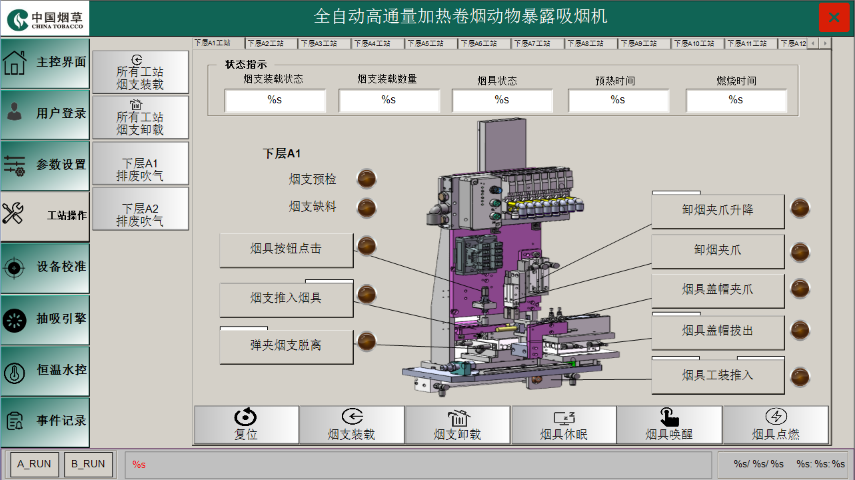 中国烟草
CHINA TOBACCO
全自动高通量加热卷烟动物暴露吸烟机
下层A1工站
下层A2工站
下层A3工站
下层A4工站
下层A5工站
下层A6工站
下层A7工站
下层A8工站
下层A9工站
下层A10工站
下层A11工站
下层A12
主控界面
用户登录
参数设置
工站操作
设备校准
抽吸引擎
恒温水控
事件记录
所有工站
烟支装载
所有工站
烟支卸载
下层A1
排废吹气
下层A2
排废吹气
状态指示
烟支装载状态
烟支装载数量
烟具状态
预热时间
燃烧时间
%s
%s
%s
%s
%s
下层A1
烟支预检
烟支缺料
烟具按钮点击
烟支推入烟具
弹夹烟支脱离
卸烟夹爪升降
卸烟夹爪
烟具盖帽夹爪
烟具盖帽拔出
烟具工装推入
复位
烟支装载
烟支卸载
烟具休眠
烟具唤醒
烟具点燃
A_RUN
B_RUN
%s
%s/ %s/ %s
%s: %s: %s